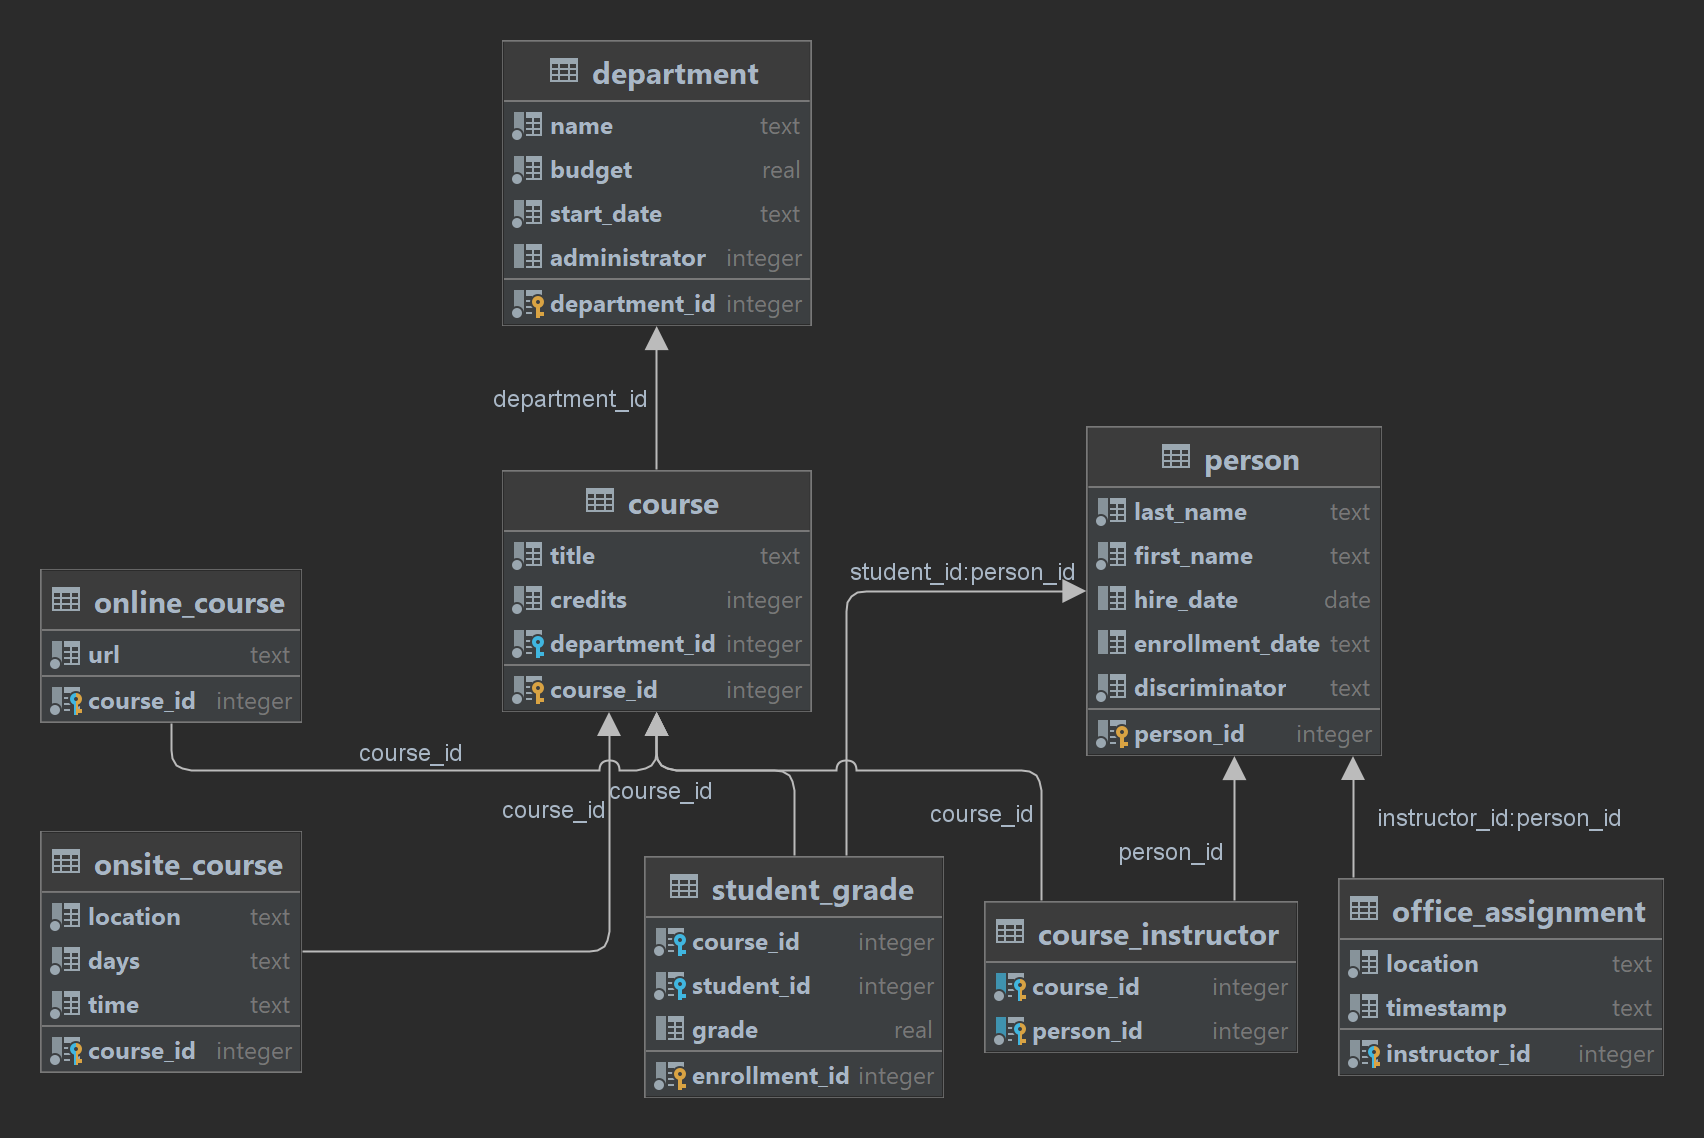 department
name text
budget real
start_date text
administrator integer
department_id integer
department_id
course
title text
credits integer
department_id integer
course_id integer
person
last_name text
first_name text
hire_date date
enrollment_date text
discriminator text
person_id integer
student_id:person_id
online_course
url text
course_id integer
course_id
course_id
course_id
course_id
person_id
instructor_id:person_id
onsite_course
location text
days text
time text
course_id integer
student_grade
course_id integer
student_id integer
grade real
enrollment_id integer
course_instructor
course_id integer
person_id integer
office_assignment
location text
timestamp text
instructor_id integer